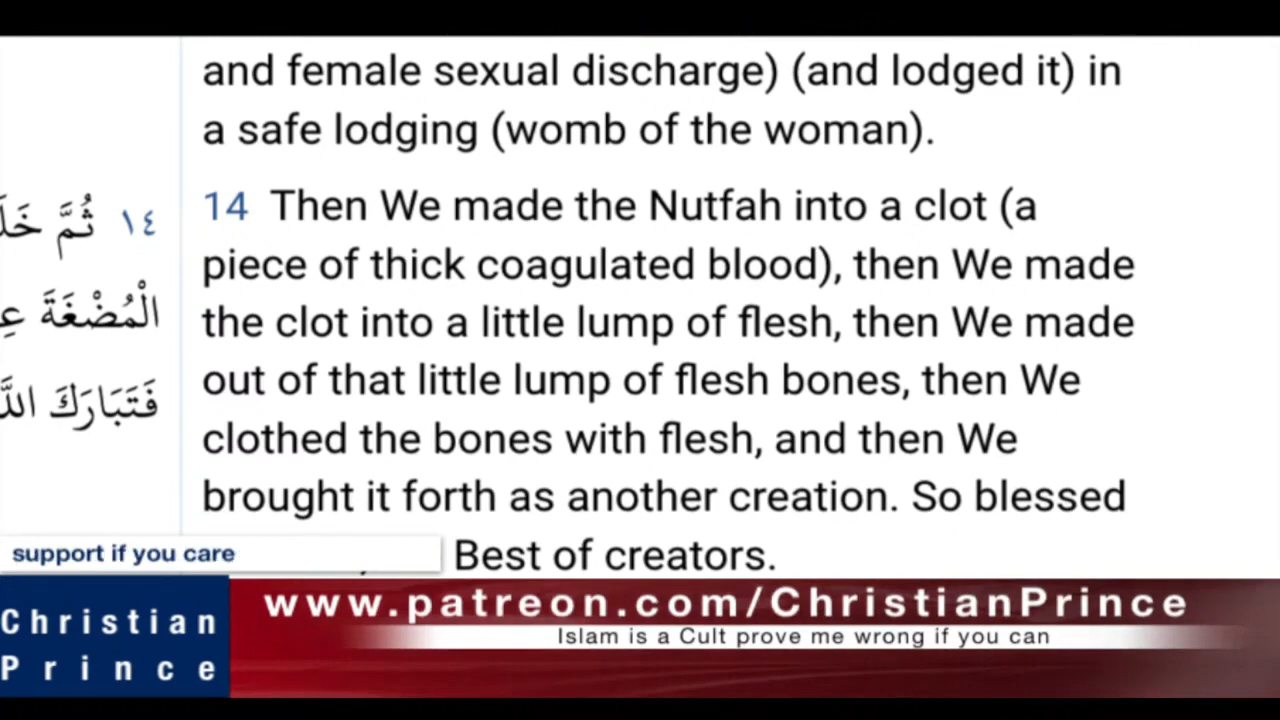 and female sexual discharge) (and lodged it) in
a safe lodging (womb of the woman).
١٤ ثُمَّ
14 Then We made the Nutfah into a clot (a
piece of thick coagulated blood), then We made
الْمُضْغَةَ
the clot into a little lump of flesh, then We made
out of that little lump of flesh bones, then We
فَتَبَارَكَ
clothed the bones with flesh, and then We
brought it forth as another creation. So blessed
Best of creators.
support if you care
Christian
Prince
www.patreon.com/ChristianPrince
Islam is a Cult prove me wrong if you can